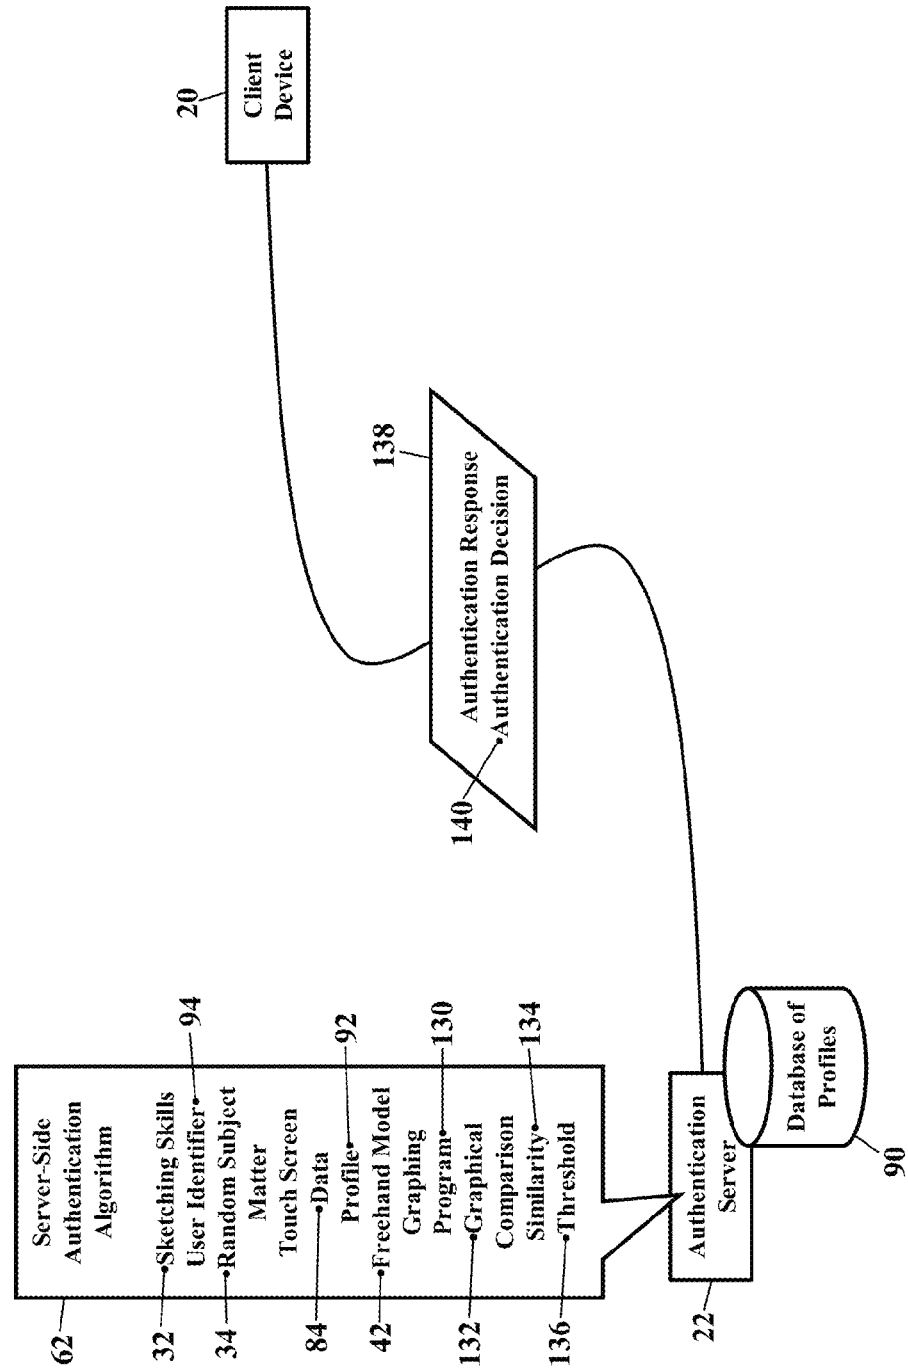 62
Server-Side
Authentication
Algorithm
32
•Sketching Skills
User Identifier•
94
34
•Random Subject
Matter
Touch Screen
84
•Data
Profile•
92
42
•Freehand Model
Graphing
Program•
130
132
•Graphical
Comparison
Similarity•
134
136
•Threshold
22
Authentication
Server
90
Database of
Profiles
138
Authentication Response
140
•Authentication Decision
20
Client
Device